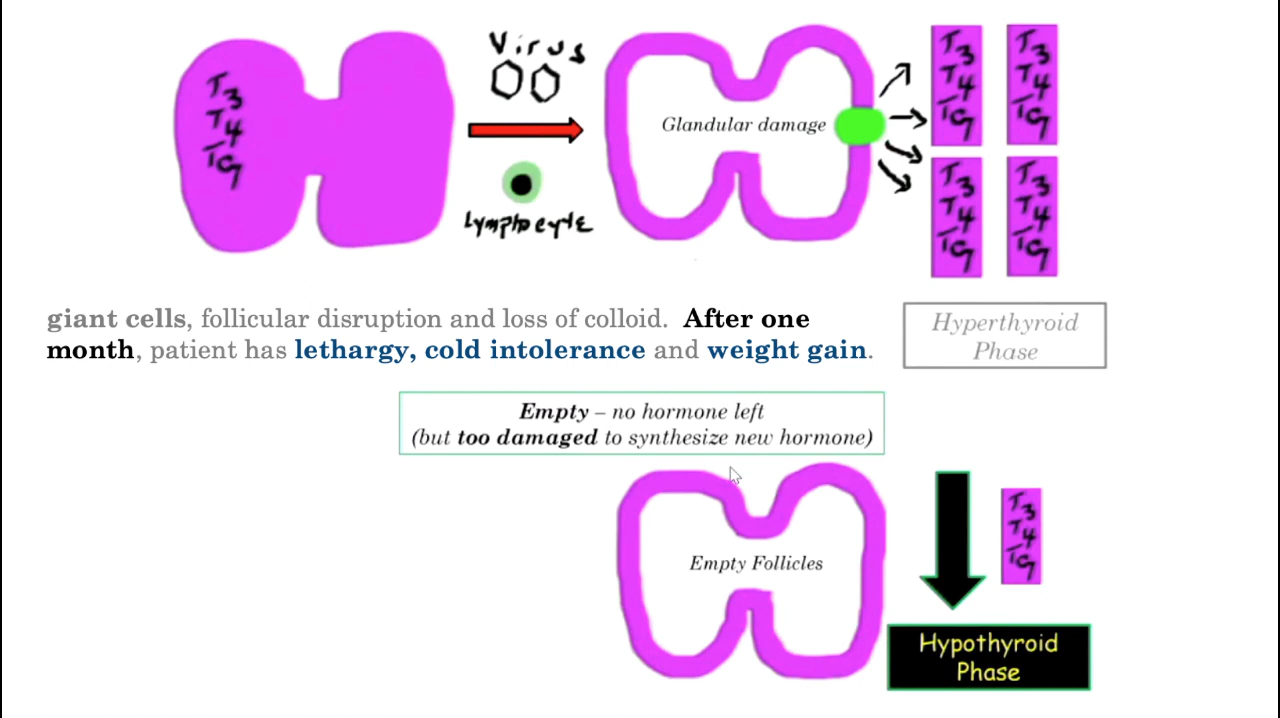 T3
T4
Tg
Virus
Lymphocyte
Glandular damage
T3
T4
Tg
T3
T4
Tg
T3
T4
Tg
T3
T4
Tg
giant cells, follicular disruption and loss of colloid. After one
month, patient has lethargy, cold intolerance and weight gain.
Hyperthyroid
Phase
Empty – no hormone left
(but too damaged to synthesize new hormone)
Empty Follicles
T3
T4
Tg
Hypothyroid
Phase